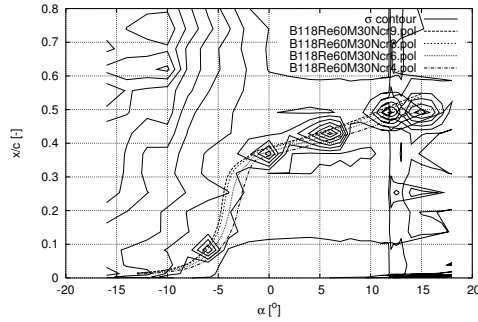 0.8
σ contour
B118Re60M30Ncr9.pol
0.7
B118Re60M30Ncr8.pol
B118Re60M30Ncr6.pol
B118Re60M30Ncr4.pol
0.6
0.5
x/c [-]
0.4
0.3
0.2
0.1
0
-20 -15 -10 -5 0 5 10 15 20
α [°]